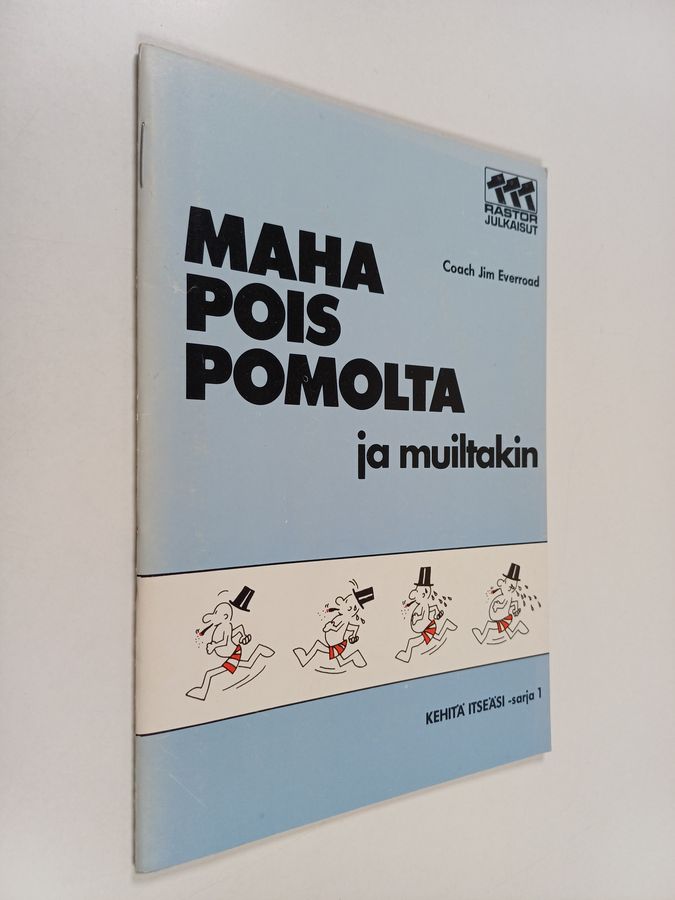 RASTOR
JULKAISUT
Coach Jim Everroad
MAHA
POIS
POMOLTA
ja muiltakin
KEHITÄ ITSEÄSI -sarja 1